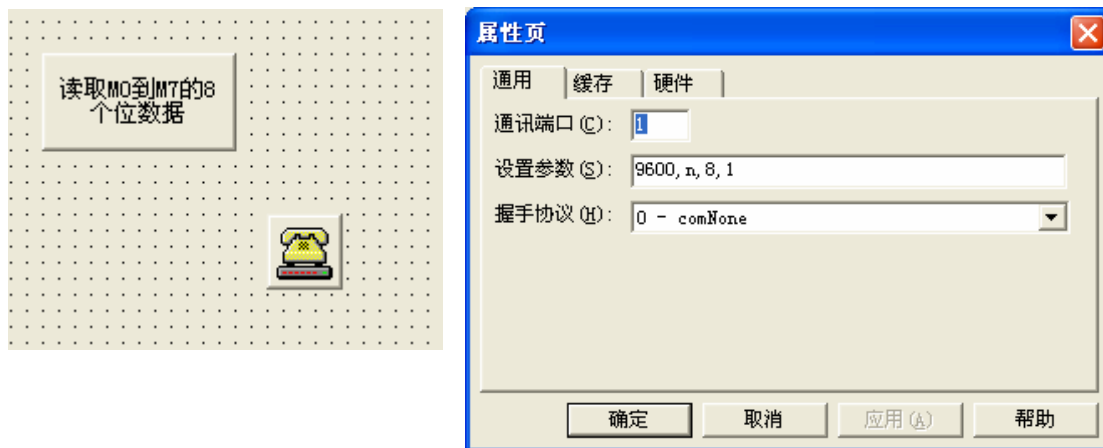 读取M0到M7的8
个位数据
属性页
通用 缓存 硬件
通讯端口(C): 1
设置参数(S): 9600,n,8,1
握手协议(H): 0 - comNone
确定 取消 应用(A) 帮助